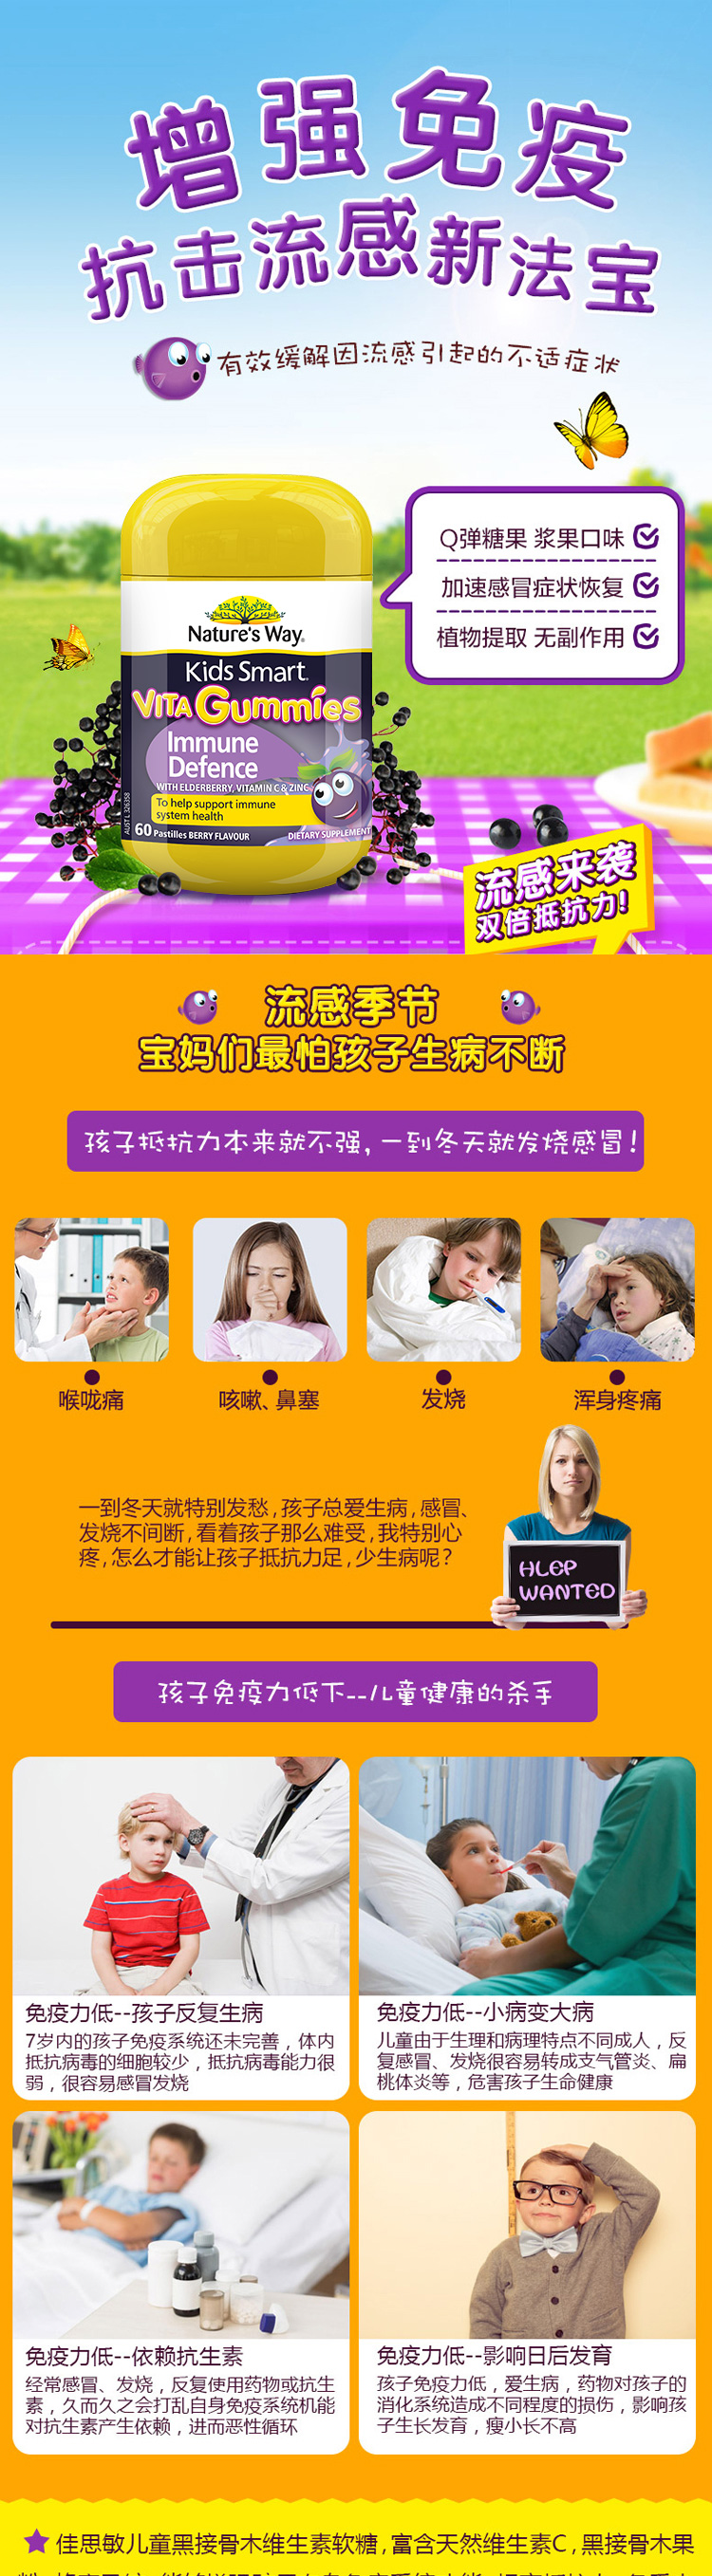 增强免疫
抗击流感新法宝
有效缓解因流感引起的不适症状
Q弹糖果 浆果口味
加速感冒症状恢复
植物提取 无副作用
Nature's Way
Kids Smart
VITA Gummies
Immune
Defence
WITH ELDERBERRY, VITAMIN C & ZINC
To help support immune
system health
60 Pastilles BERRY FLAVOUR
DIETARY SUPPLEMENT
流感来袭
双倍抵抗力!
流感季节
宝妈们最怕孩子生病不断
孩子抵抗力本来就不强,一到冬天就发烧感冒!
喉咙痛
咳嗽、鼻塞
发烧
浑身疼痛
一到冬天就特别发愁,孩子总爱生病,感冒、
发烧不间断,看着孩子那么难受,我特别心
疼,怎么才能让孩子抵抗力足,少生病呢?
HLEP
WANTED
孩子免疫力低下--儿童健康的杀手
免疫力低--孩子反复生病
7岁内的孩子免疫系统还未完善,体内
抵抗病毒的细胞较少,抵抗病毒能力很
弱,很容易感冒发烧
免疫力低--小病变大病
儿童由于生理和病理特点不同成人,反
复感冒、发烧很容易转成支气管炎、扁
桃体炎等,危害孩子生命健康
免疫力低--依赖抗生素
经常感冒、发烧,反复使用药物或抗生
素,久而久之会打乱自身免疫系统机能
对抗生素产生依赖,进而恶性循环
免疫力低--影响日后发育
孩子免疫力低,爱生病,药物对孩子的
消化系统造成不同程度的损伤,影响孩
子生长发育,瘦小长不高
佳思敏儿童黑接骨木维生素软糖,富含天然维生素C,黑接骨木果